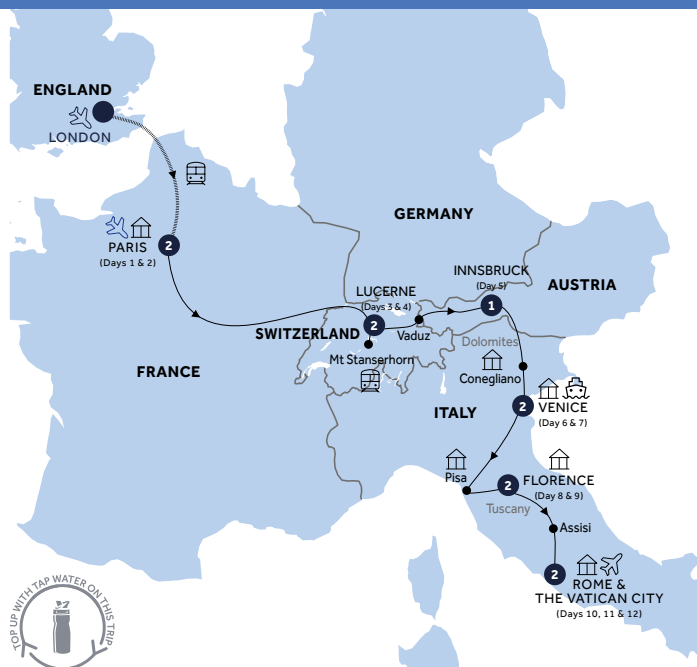 ENGLAND
LONDON
2
PARIS
(Days 1 & 2)
GERMANY
INNSBRUCK
(Day 5)
1
AUSTRIA
LUCERNE
(Days 3 & 4)
2
SWITZERLAND
Vaduz
Mt Stanserhorn
Dolomites
Conegliano
FRANCE
ITALY
2
VENICE
(Day 6 & 7)
Pisa
2
FLORENCE
(Day 8 & 9)
Tuscany
Assisi
2
ROME &
THE VATICAN CITY
(Days 10, 11 & 12)
TOP UP WITH TAP WATER ON THIS TRIP